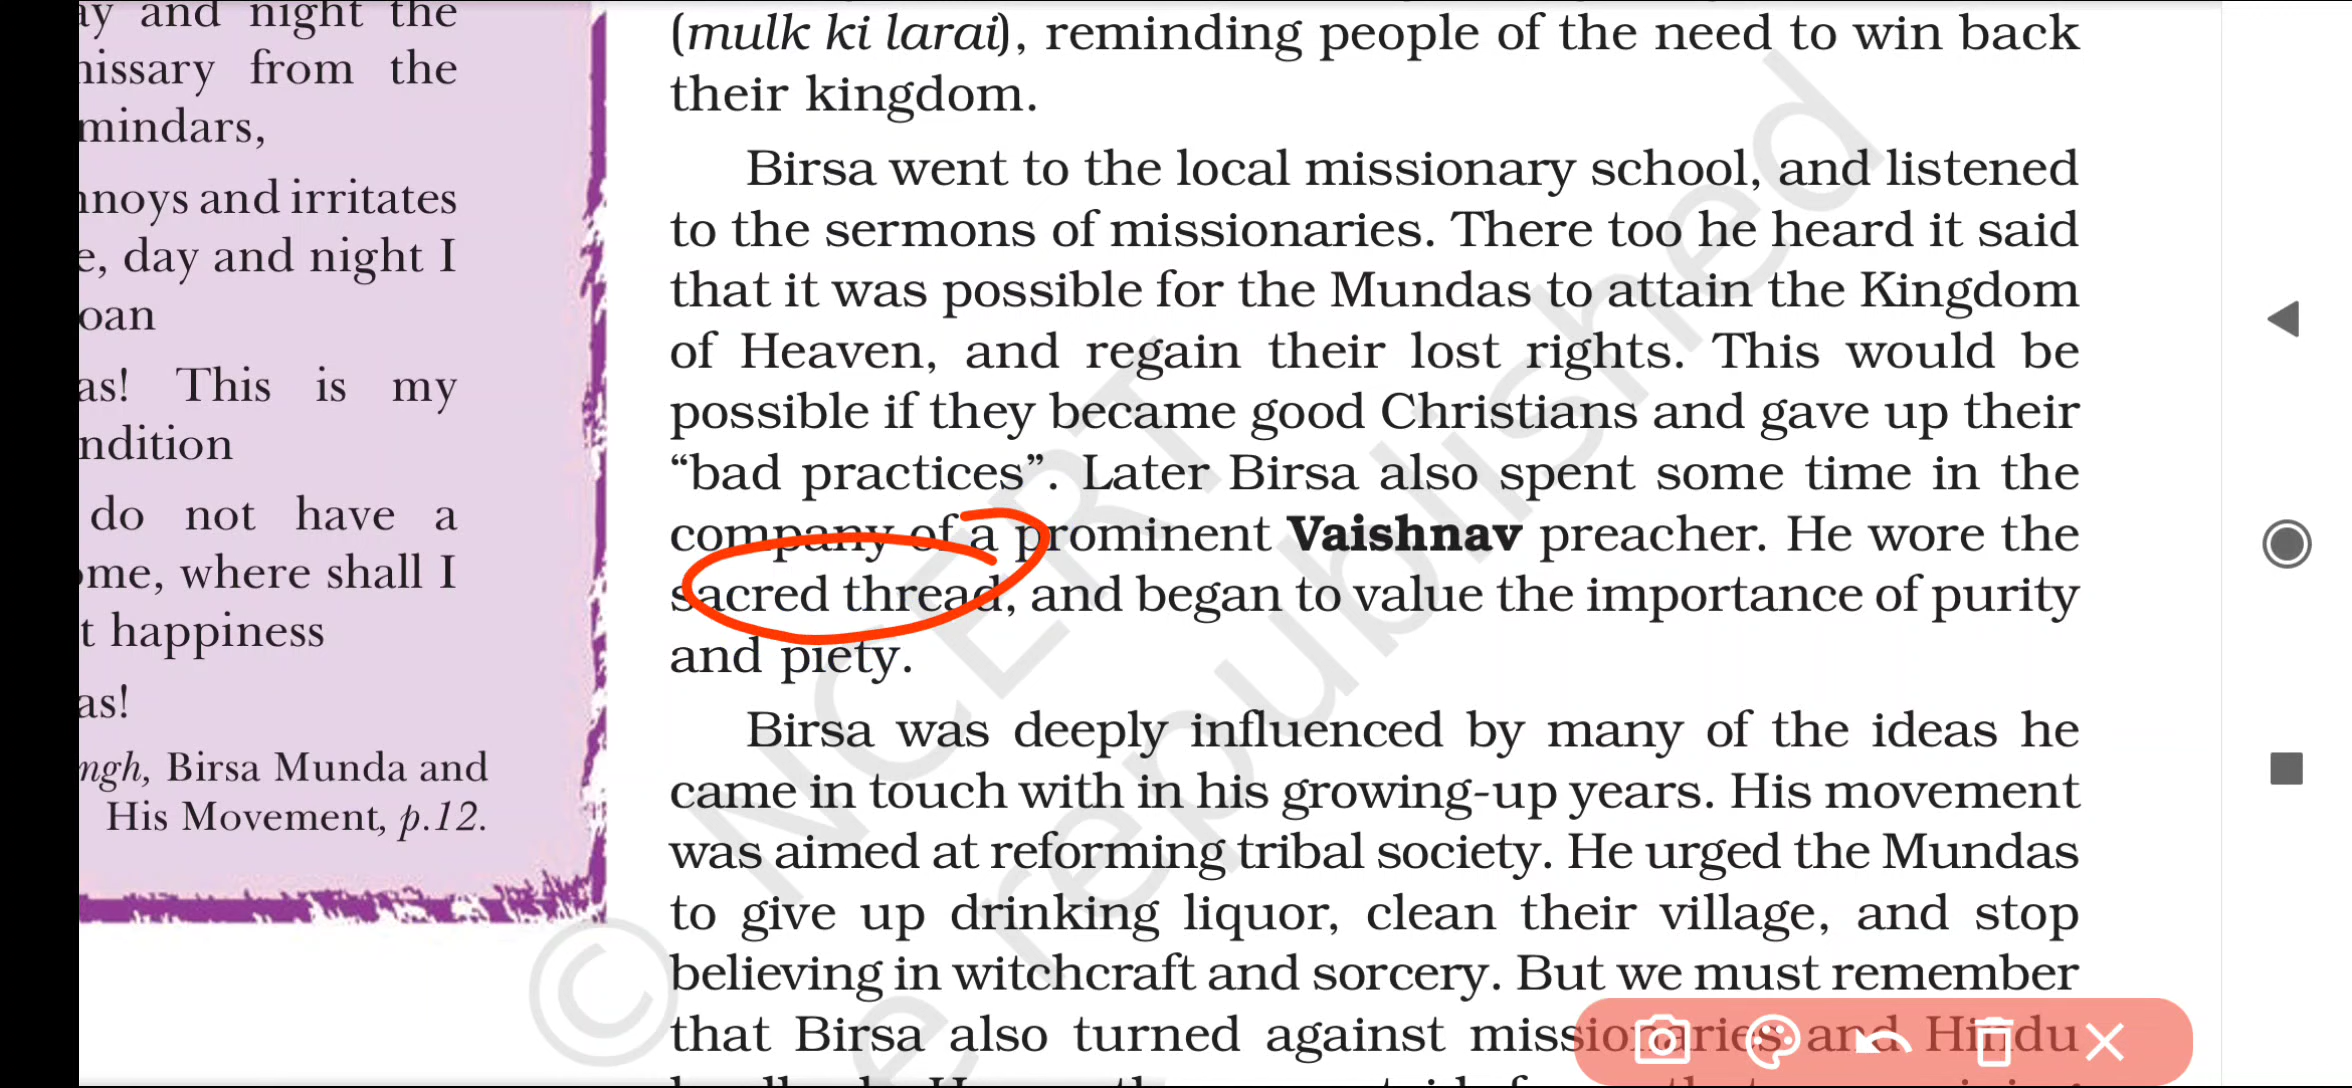 ay and night the
missary from the
mindars,
nnoys and irritates
e, day and night I
oan
as! This is my
ndition
do not have a
me, where shall I
t happiness
as!
ngh, Birsa Munda and
His Movement, p.12.
(mulk ki larai), reminding people of the need to win back
their kingdom.
Birsa went to the local missionary school, and listened
to the sermons of missionaries. There too he heard it said
that it was possible for the Mundas to attain the Kingdom
of Heaven, and regain their lost rights. This would be
possible if they became good Christians and gave up their
“bad practices”. Later Birsa also spent some time in the
company of a prominent Vaishnav preacher. He wore the
sacred thread, and began to value the importance of purity
and piety.
Birsa was deeply influenced by many of the ideas he
came in touch with in his growing-up years. His movement
was aimed at reforming tribal society. He urged the Mundas
to give up drinking liquor, clean their village, and stop
believing in witchcraft and sorcery. But we must remember
that Birsa also turned against missionaries and Hindu
© NCERT
e republished